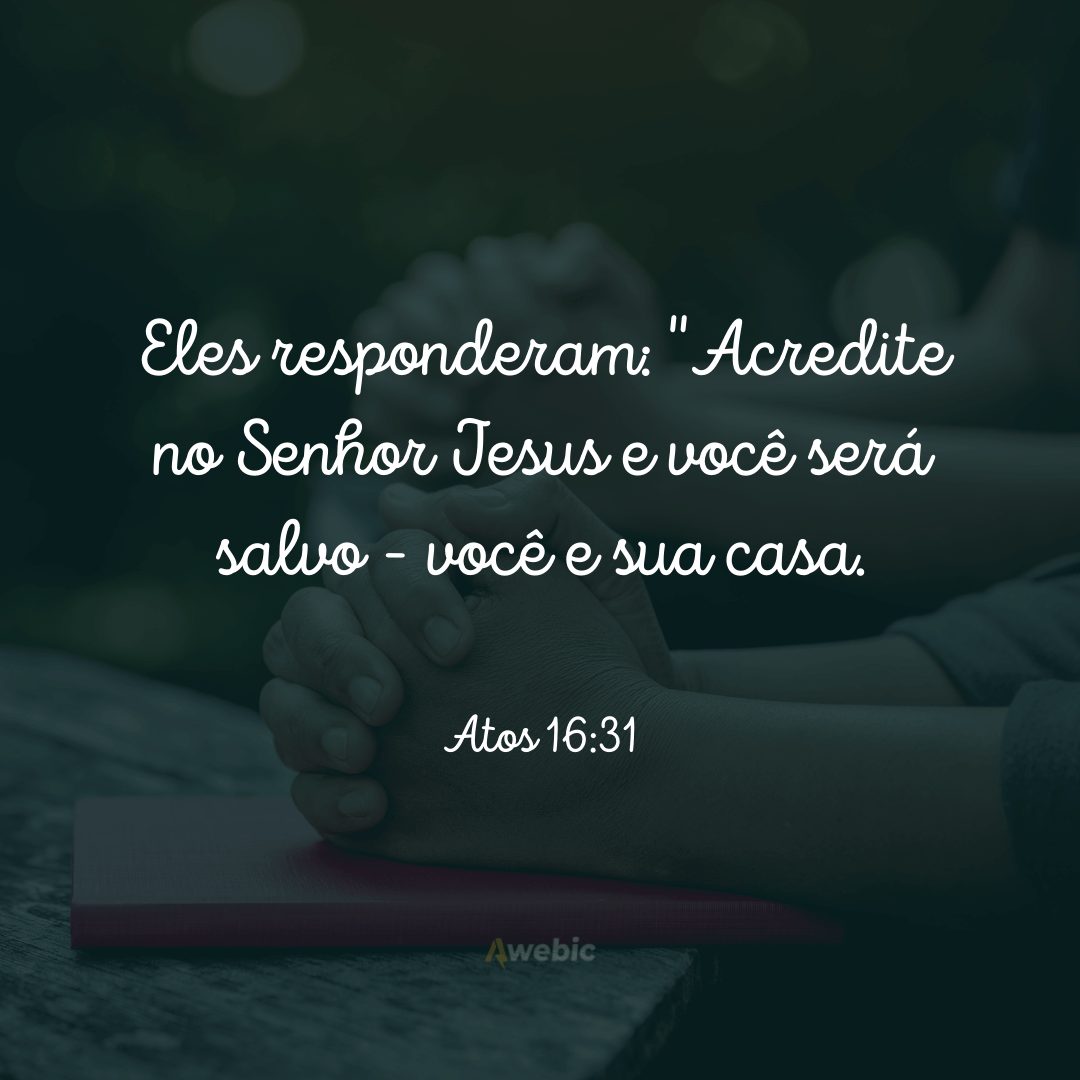 Eles responderam: "Acredite
no Senhor Jesus e você será
salvo - você e sua casa.
Atos 16:31
Awebic